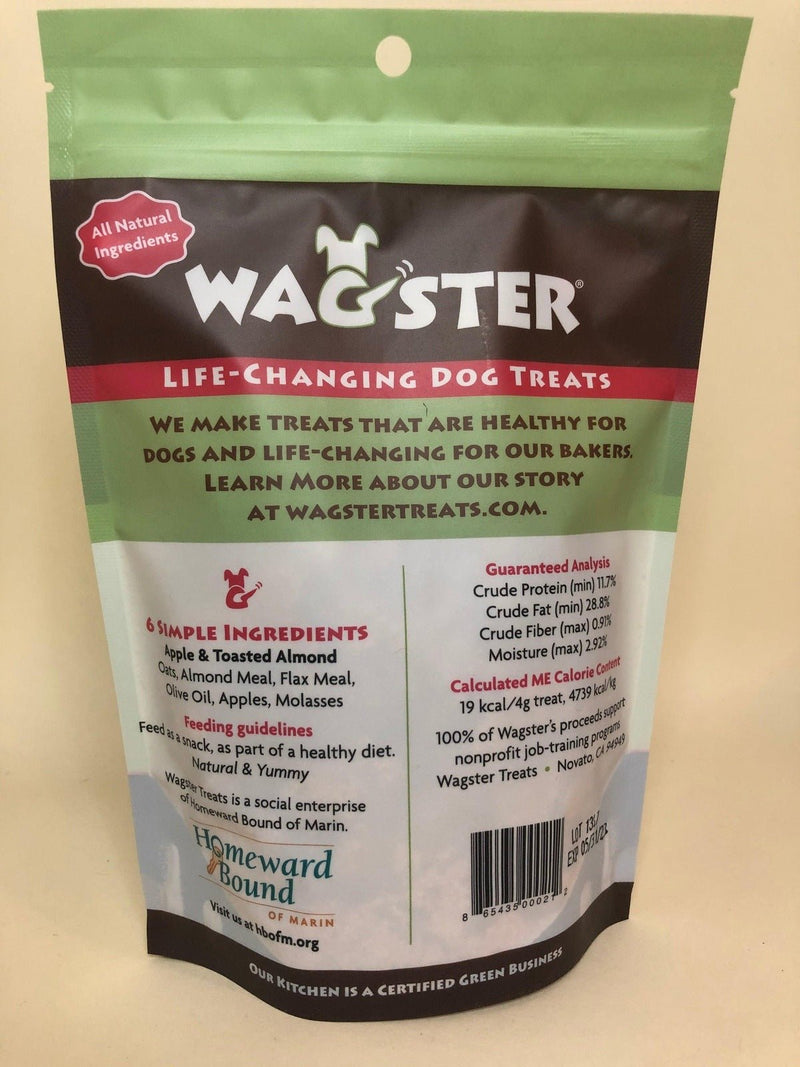 All Natural
Ingredients
WAGSTER®
LIFE-CHANGING DOG TREATS
WE MAKE TREATS THAT ARE HEALTHY FOR
DOGS AND LIFE-CHANGING FOR OUR BAKERS.
LEARN MORE ABOUT OUR STORY
AT WAGSTERTREATS.COM.
6 SIMPLE INGREDIENTS
Apple & Toasted Almond
Oats, Almond Meal, Flax Meal,
Olive Oil, Apples, Molasses
Feeding guidelines
Feed as a snack, as part of a healthy diet.
Natural & Yummy
Wagster Treats is a social enterprise
of Homeward Bound of Marin.
Homeward
Bound
OF MARIN
Visit us at hbofm.org
Guaranteed Analysis
Crude Protein (min) 11.7%
Crude Fat (min) 28.8%
Crude Fiber (max) 0.91%
Moisture (max) 2.92%
Calculated ME Calorie Content
19 kcal/4g treat, 4739 kcal/kg
100% of Wagster's proceeds support
nonprofit job-training programs
Wagster Treats • Novato, CA 94949
LOT
EXP
8 65435 00021 2
OUR KITCHEN IS A CERTIFIED GREEN BUSINESS